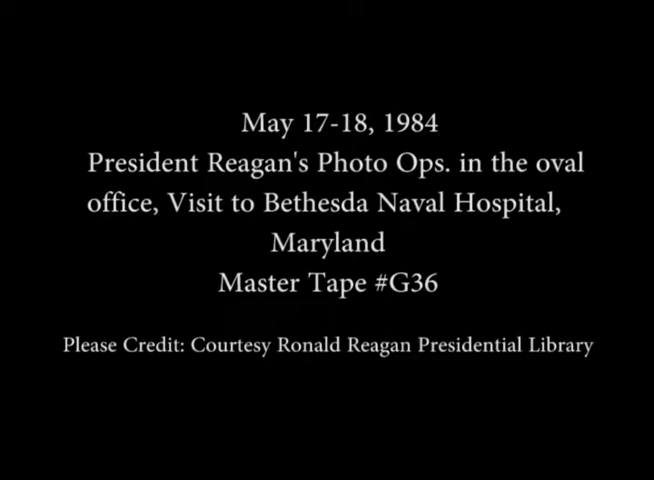 May 17-18, 1984
President Reagan's Photo Ops. in the oval
office, Visit to Bethesda Naval Hospital,
Maryland
Master Tape #G36
Please Credit: Courtesy Ronald Reagan Presidential Library